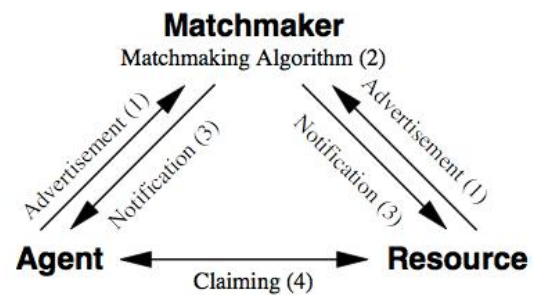 Matchmaker
Matchmaking Algorithm (2)
Advertisement (1)
Notification (3)
Notification (3)
Advertisement (1)
Agent
Resource
Claiming (4)